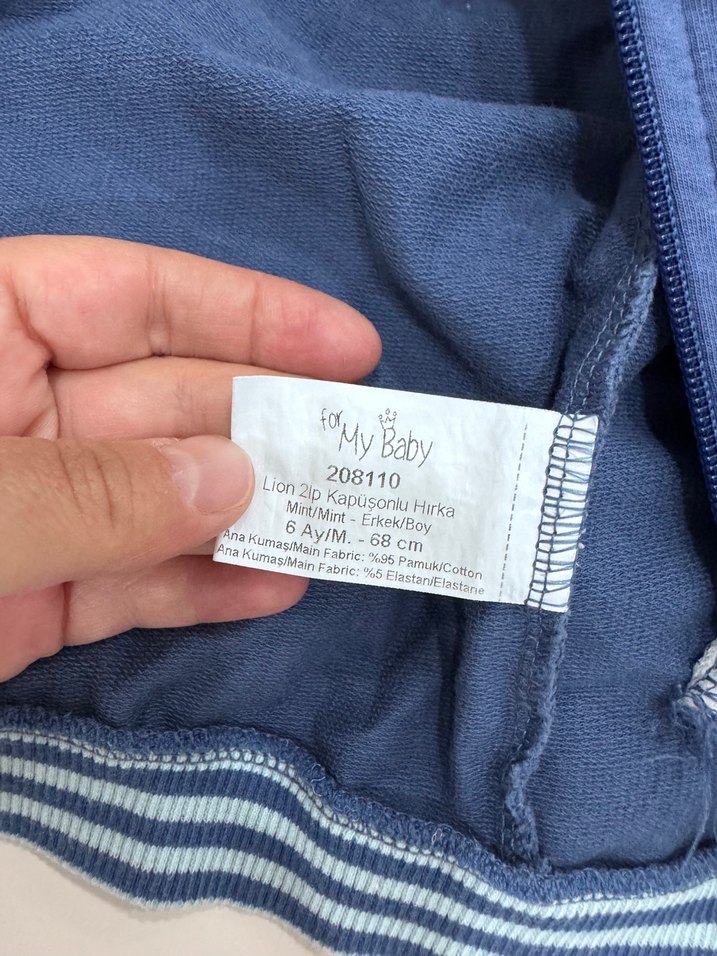 for My Baby
208110
Lion 2ip Kapüşonlu Hırka
Mint/Mint - Erkek/Boy
6 Ay/M. - 68 cm
Ana Kumaş/Main Fabric: %95 Pamuk/Cotton
Ana Kumaş/Main Fabric: %5 Elastan/Elastane